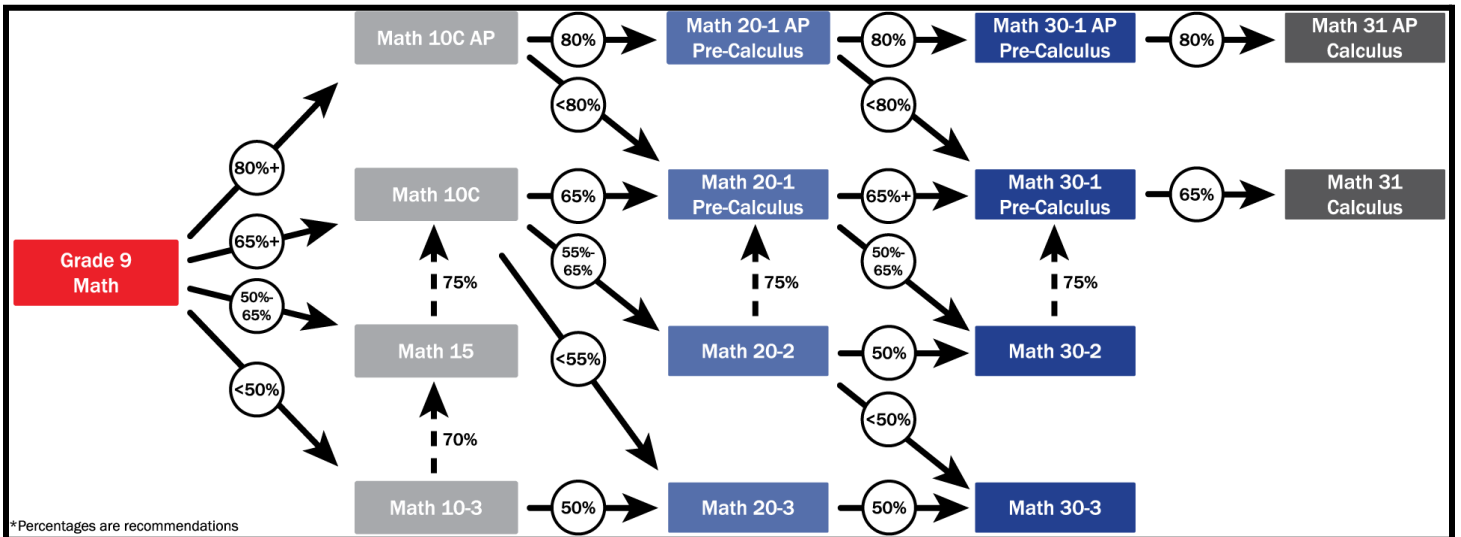 Math 10C AP
80%
Math 20-1 AP
Pre-Calculus
80%
Math 30-1 AP
Pre-Calculus
80%
Math 31 AP
Calculus
<80%
<80%
80%+
Math 10C
65%
Math 20-1
Pre-Calculus
65%+
Math 30-1
Pre-Calculus
65%
Math 31
Calculus
65%+
Grade 9
Math
55%-
65%
50%-
65%
75%
75%
75%
50%-
65%
Math 15
<55%
Math 20-2
50%
Math 30-2
<50%
<50%
70%
Math 10-3
50%
Math 20-3
50%
Math 30-3
*Percentages are recommendations